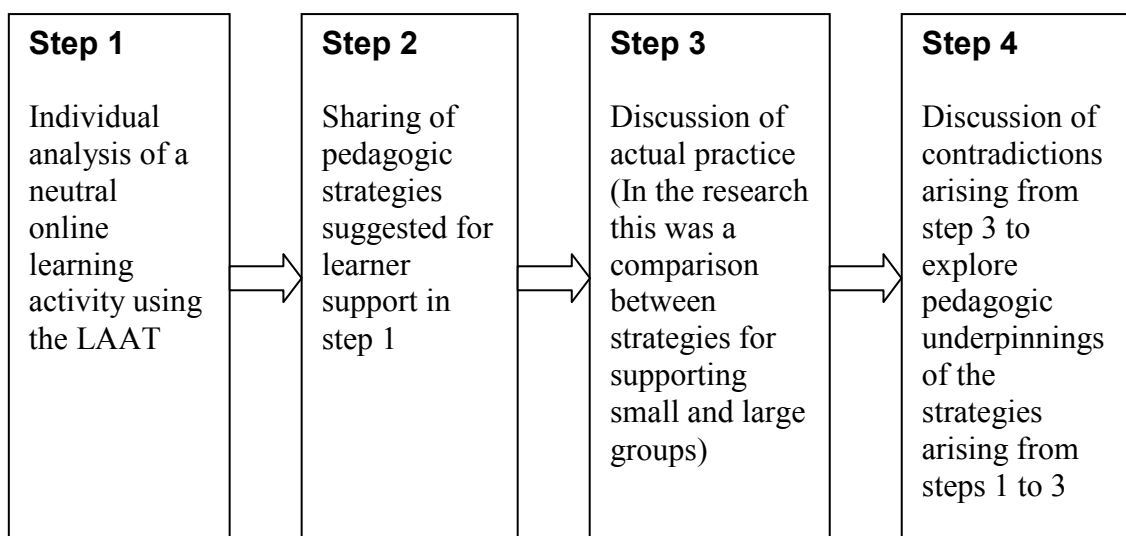 Step 1
Individual
analysis of a
neutral
online
learning
activity using
the LAAT
Step 2
Sharing of
pedagogic
strategies
suggested for
learner
support in
step 1
Step 3
Discussion of
actual practice
(In the research
this was a
comparison
between
strategies for
supporting
small and large
groups)
Step 4
Discussion of
contradictions
arising from
step 3 to
explore
pedagogic
underpinnings
of the
strategies
arising from
steps 1 to 3